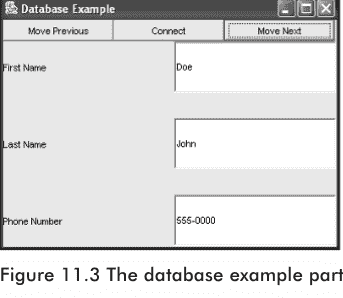 Database Example
Move Previous Connect Move Next
First Name Doe
Last Name John
Phone Number 555-0000
Figure 11.3 The database example part